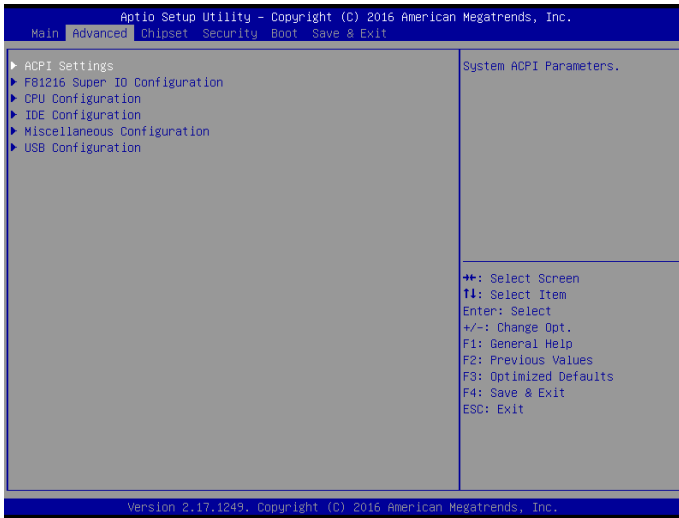 Aptio Setup Utility – Copyright (C) 2016 American Megatrends, Inc.
Main Advanced Chipset Security Boot Save & Exit
▶ ACPI Settings
▶ F81216 Super IO Configuration
▶ CPU Configuration
▶ IDE Configuration
▶ Miscellaneous Configuration
▶ USB Configuration
System ACPI Parameters.
→←: Select Screen
↑↓: Select Item
Enter: Select
+/-: Change Opt.
F1: General Help
F2: Previous Values
F3: Optimized Defaults
F4: Save & Exit
ESC: Exit
Version 2.17.1249. Copyright (C) 2016 American Megatrends, Inc.